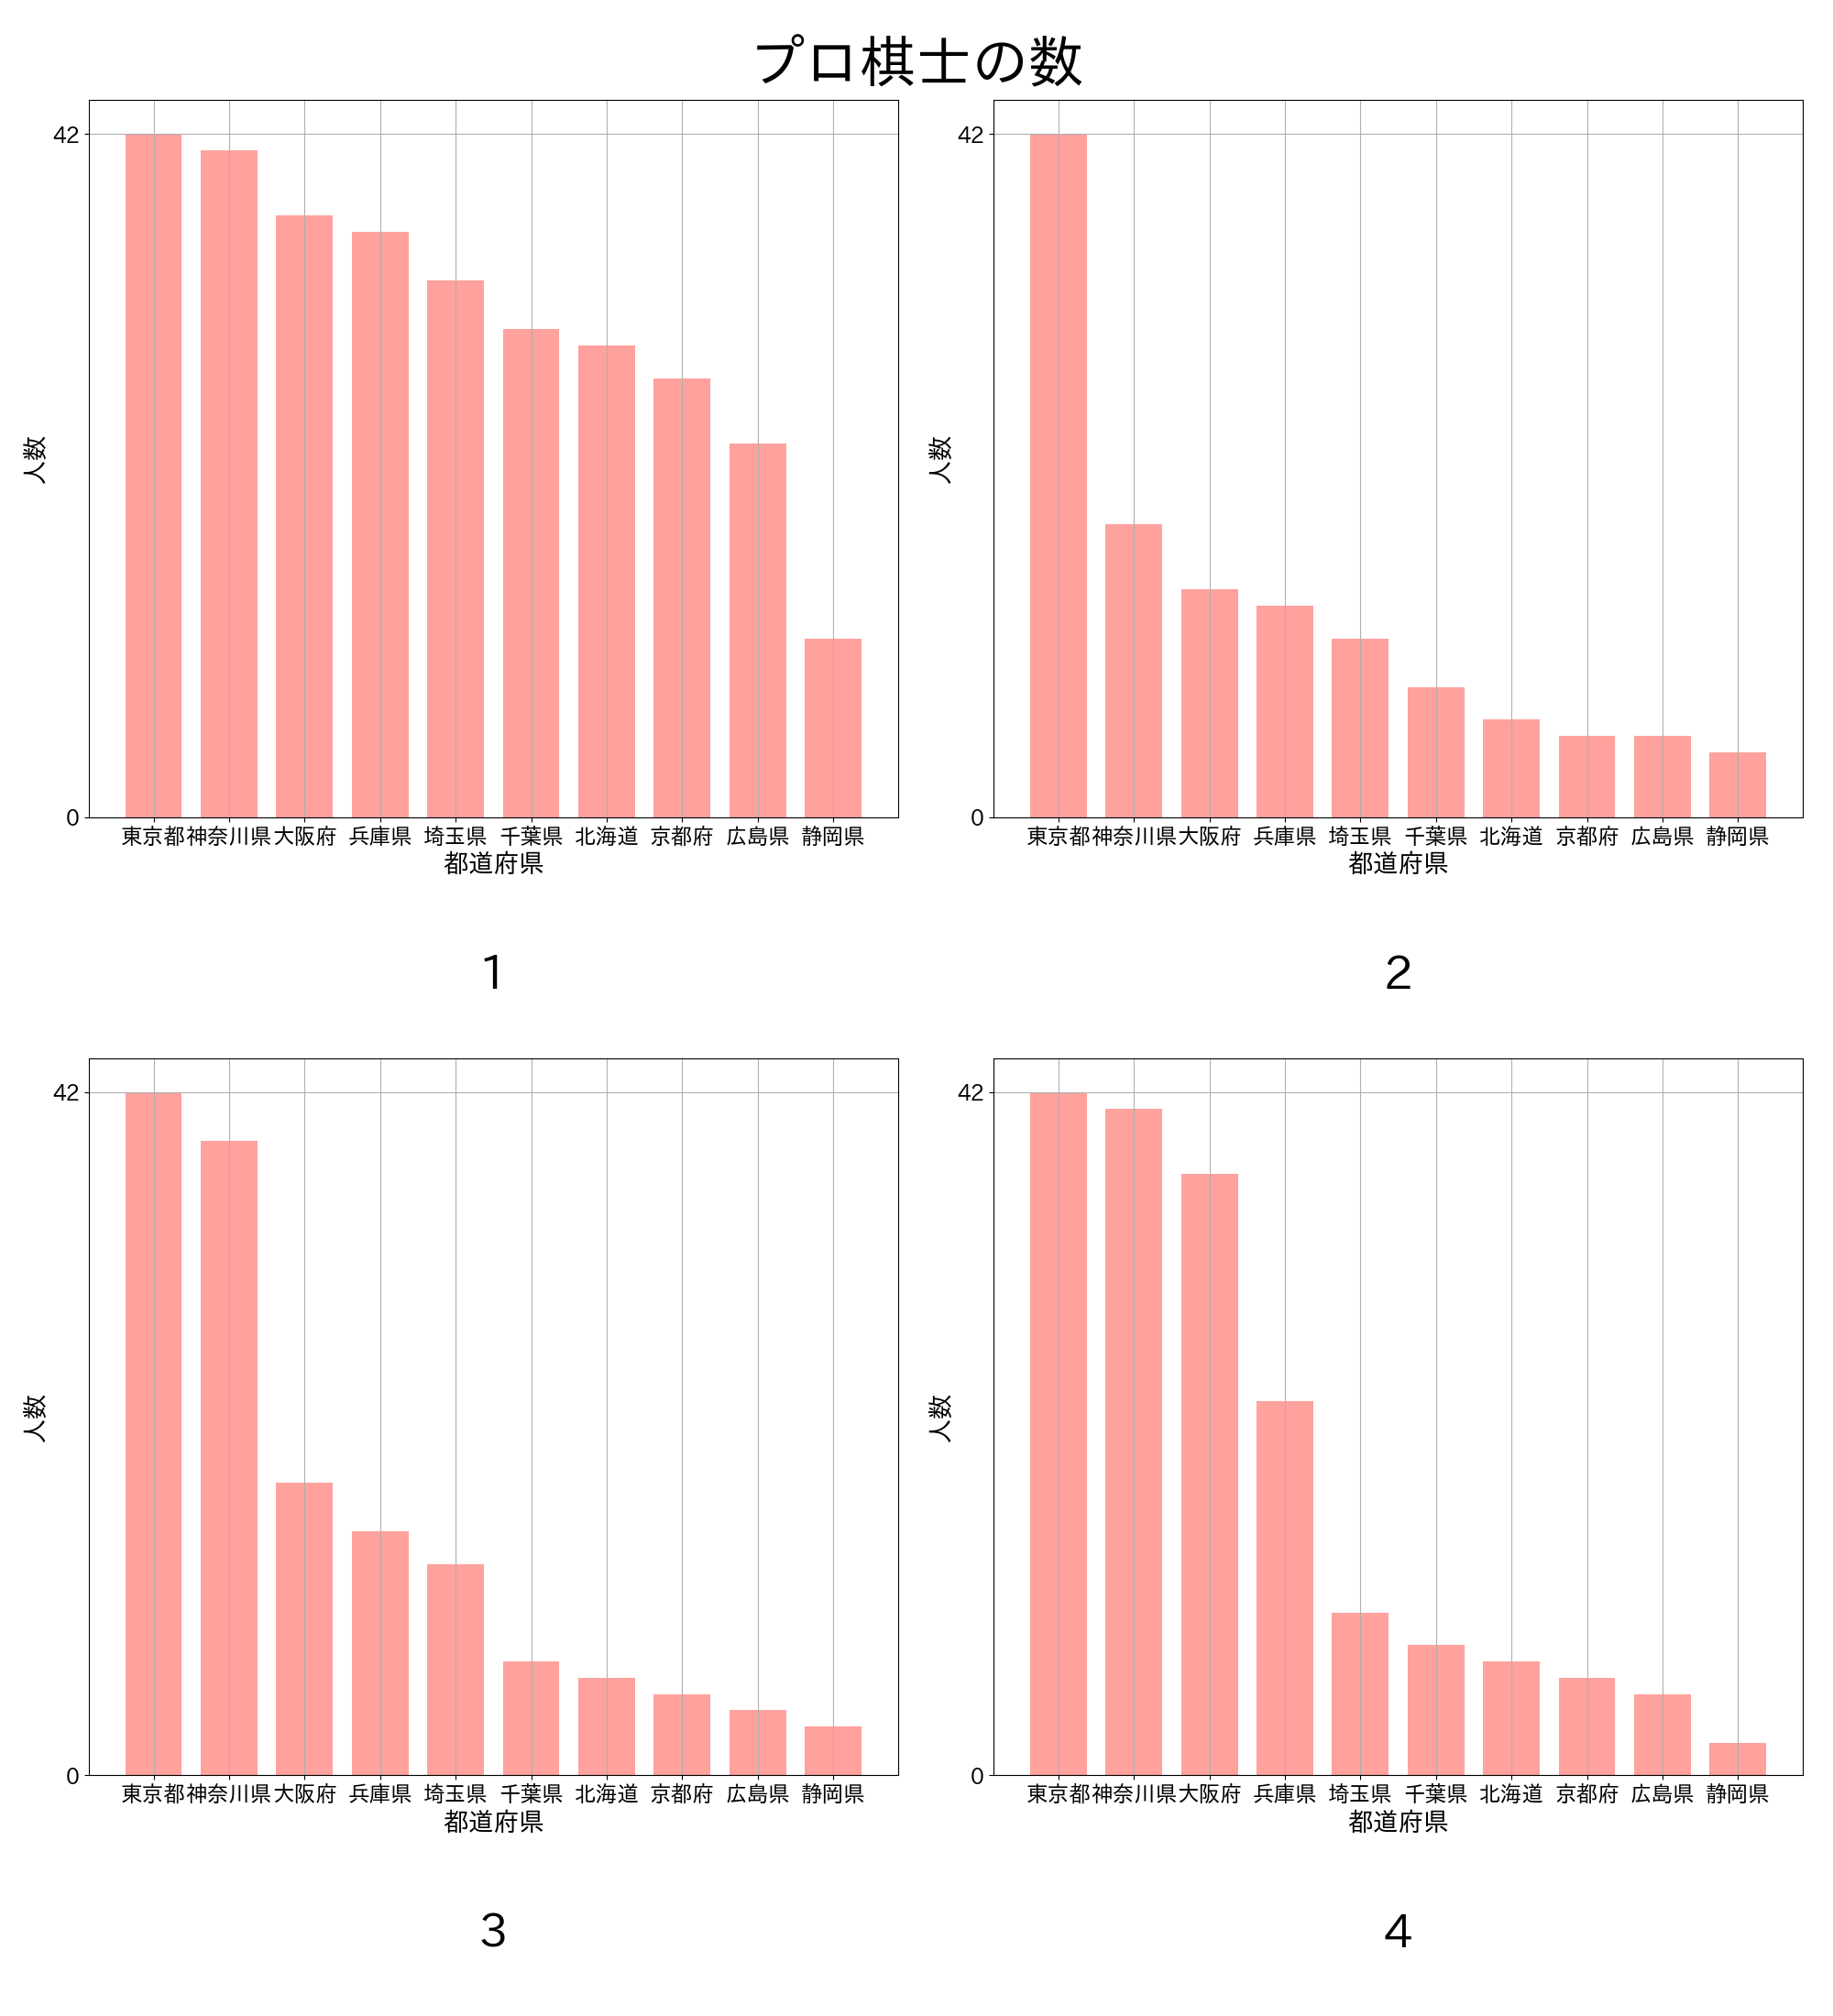 プロ棋士の数
42
0
人数
東京都 神奈川県 大阪府 兵庫県 埼玉県 千葉県 北海道 京都府 広島県 静岡県
都道府県
1
42
0
人数
東京都 神奈川県 大阪府 兵庫県 埼玉県 千葉県 北海道 京都府 広島県 静岡県
都道府県
2
42
0
人数
東京都 神奈川県 大阪府 兵庫県 埼玉県 千葉県 北海道 京都府 広島県 静岡県
都道府県
3
42
0
人数
東京都 神奈川県 大阪府 兵庫県 埼玉県 千葉県 北海道 京都府 広島県 静岡県
都道府県
4